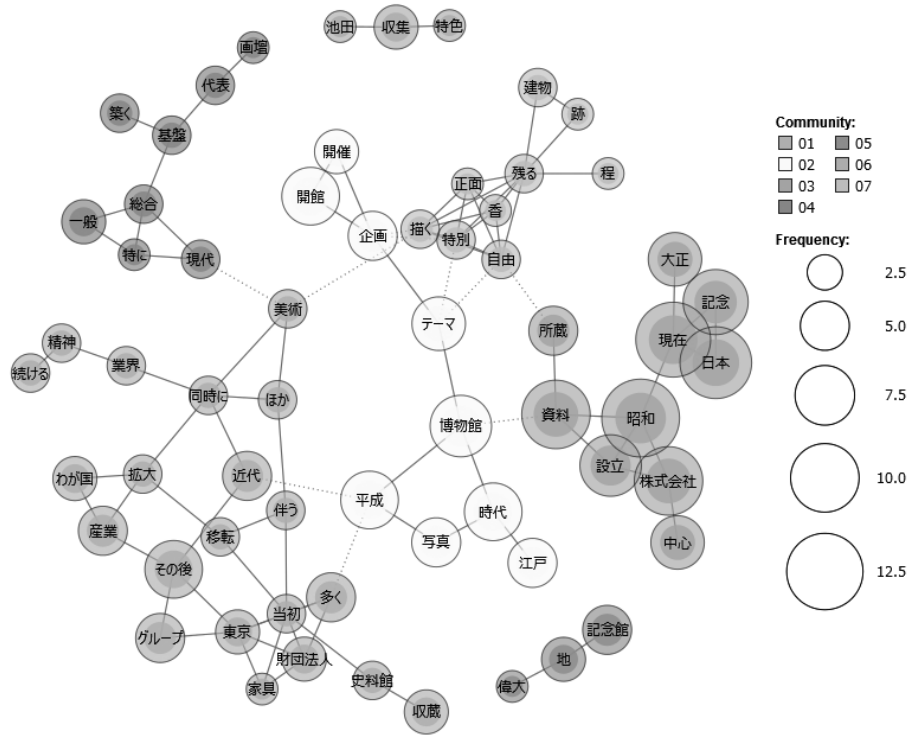 池田
収集
特色
画壇
代表
築く
基盤
総合
一般
特に
現代
開催
開館
企画
建物
跡
残る
程
正面
香
描く
特別
自由
テーマ
美術
所蔵
大正
記念
現在
日本
精神
続ける
業界
同時に
ほか
博物館
資料
昭和
設立
株式会社
中心
わが国
拡大
近代
平成
時代
写真
江戸
産業
移転
伴う
その後
多く
当初
グループ
東京
財団法人
家具
史料館
収蔵
記念館
地
偉大
Community:
01
05
02
06
03
07
04
Frequency:
2.5
5.0
7.5
10.0
12.5